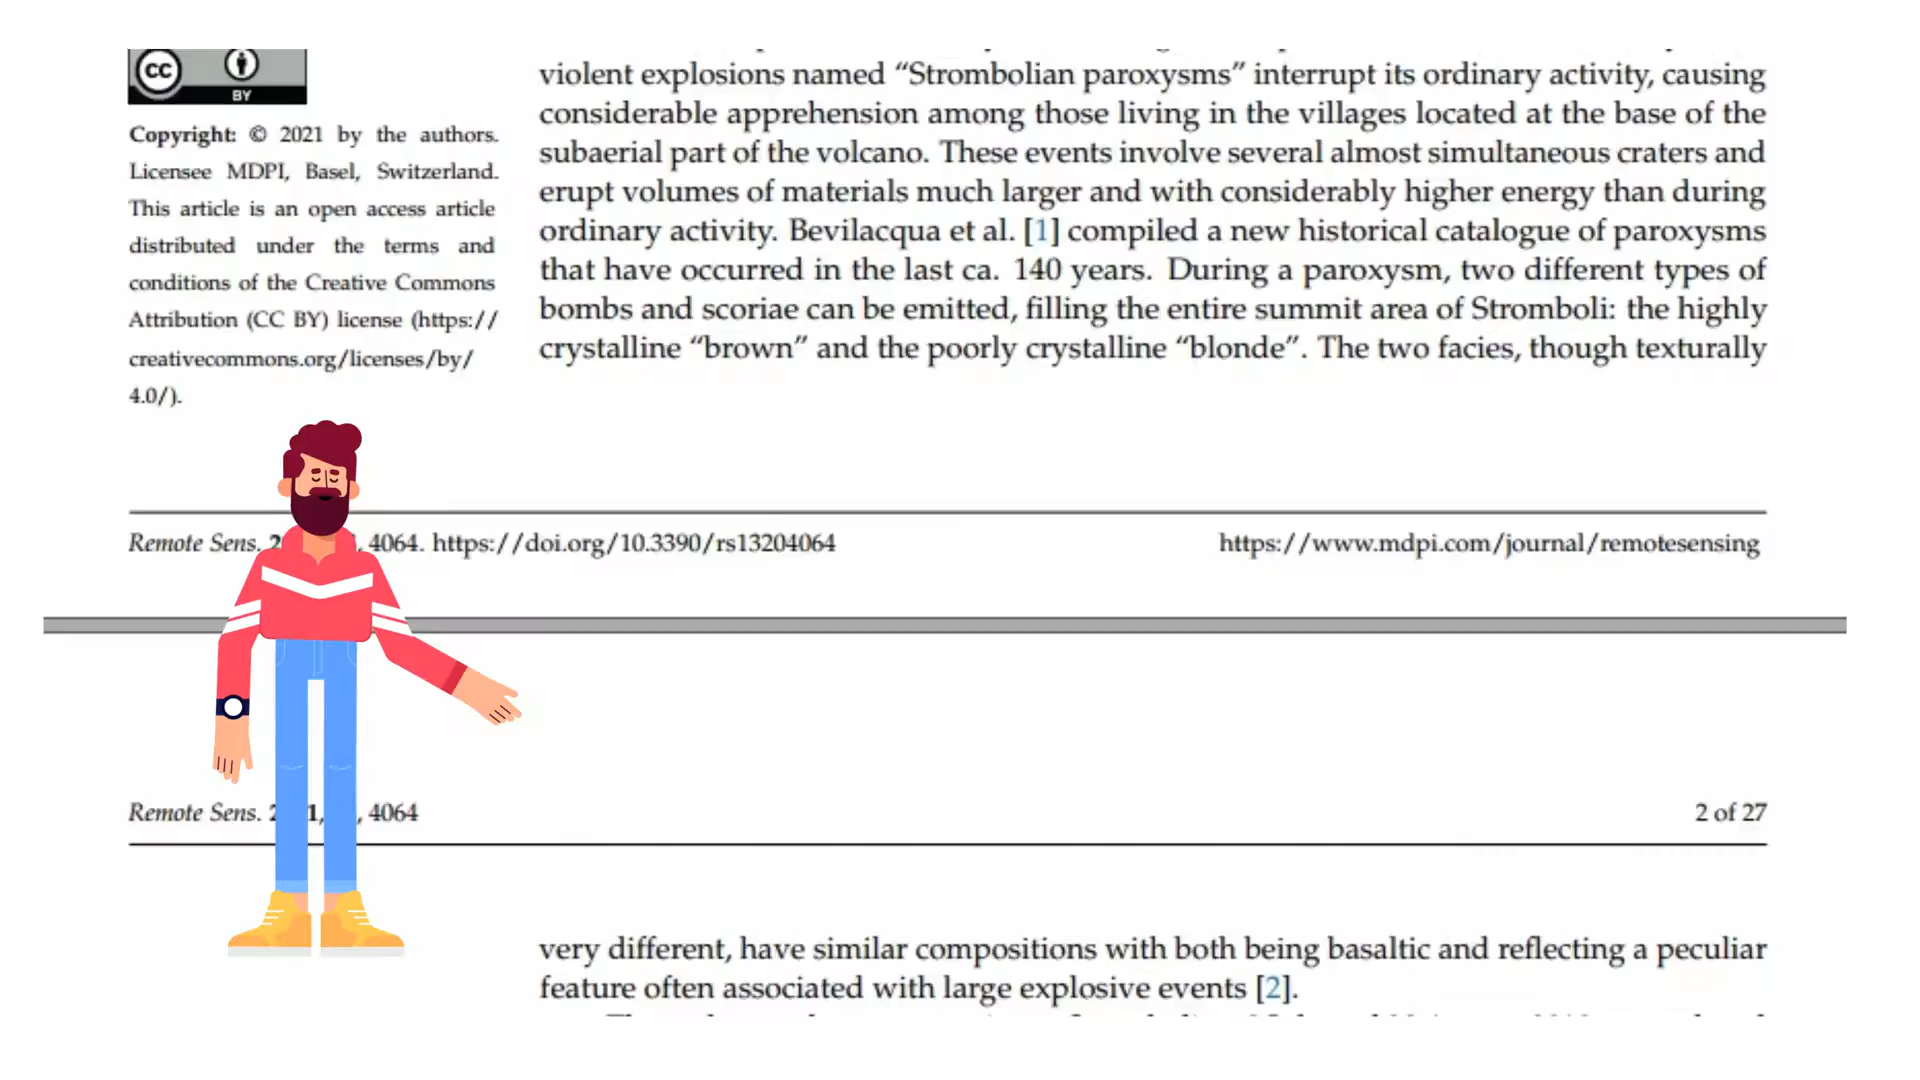 CC
BY
Copyright: © 2021 by the authors.
Licensee MDPI, Basel, Switzerland.
This article is an open access article
distributed under the terms and
conditions of the Creative Commons
Attribution (CC BY) license (https://
creativecommons.org/licenses/by/
4.0/).
violent explosions named “Strombolian paroxysms” interrupt its ordinary activity, causing
considerable apprehension among those living in the villages located at the base of the
subaerial part of the volcano. These events involve several almost simultaneous craters and
erupt volumes of materials much larger and with considerably higher energy than during
ordinary activity. Bevilacqua et al. [1] compiled a new historical catalogue of paroxysms
that have occurred in the last ca. 140 years. During a paroxysm, two different types of
bombs and scoriae can be emitted, filling the entire summit area of Stromboli: the highly
crystalline “brown” and the poorly crystalline “blonde”. The two facies, though texturally
Remote Sens. 4064. https://doi.org/10.3390/rs13204064
https://www.mdpi.com/journal/remotesensing
Remote Sens. 4064
2 of 27
very different, have similar compositions with both being basaltic and reflecting a peculiar
feature often associated with large explosive events [2].